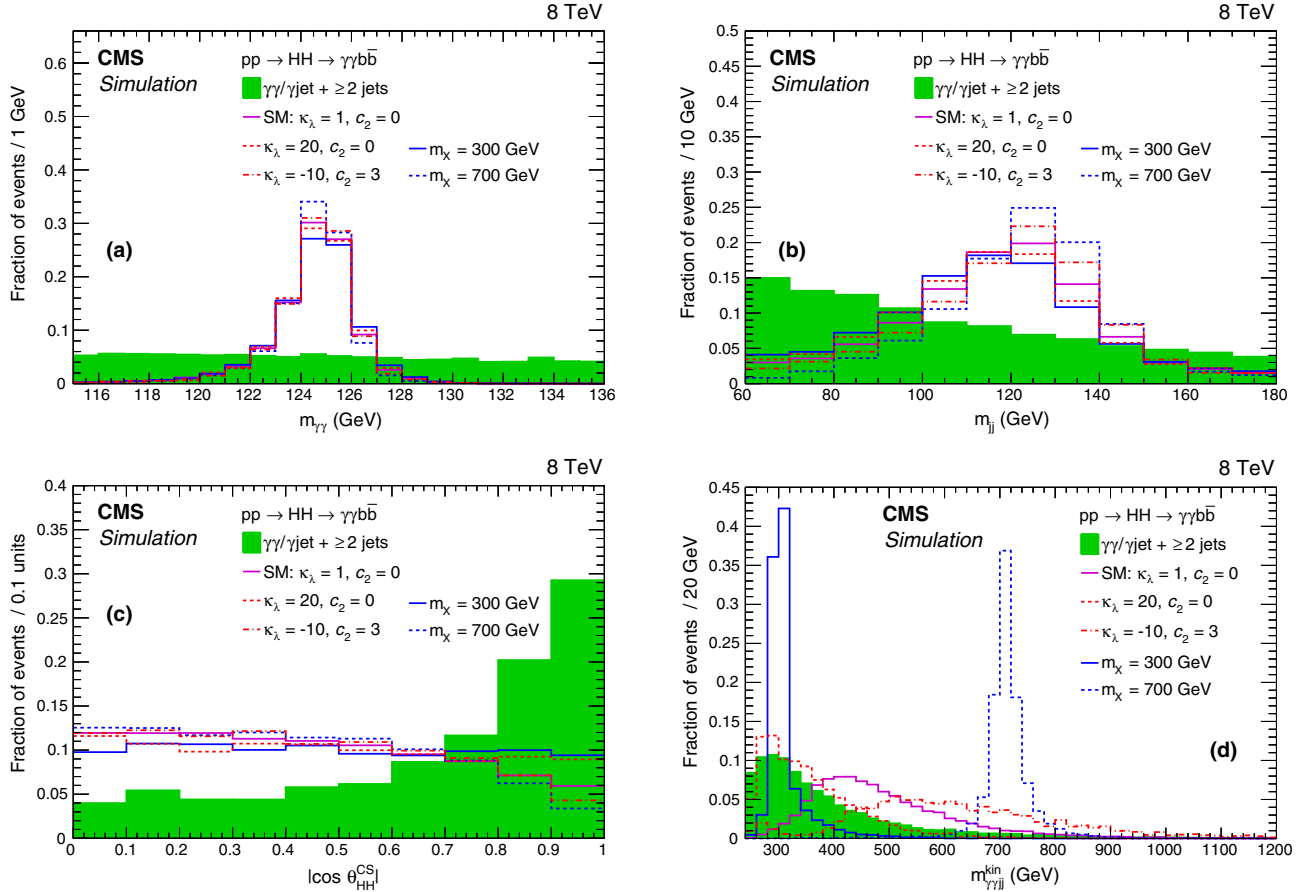 8 TeV
CMS
Simulation
pp → HH → γγbb̄
γγ/γjet + ≥2 jets
SM: κλ = 1, c2 = 0
κλ = 20, c2 = 0
κλ = -10, c2 = 3
mX = 300 GeV
mX = 700 GeV
(a)
Fraction of events / 1 GeV
0
0.1
0.2
0.3
0.4
0.5
0.6
116 118 120 122 124 126 128 130 132 134 136
mγγ (GeV)
8 TeV
CMS
Simulation
pp → HH → γγbb̄
γγ/γjet + ≥2 jets
SM: κλ = 1, c2 = 0
κλ = 20, c2 = 0
κλ = -10, c2 = 3
mX = 300 GeV
mX = 700 GeV
(b)
Fraction of events / 10 GeV
0
0.05
0.1
0.15
0.2
0.25
0.3
0.35
0.4
0.45
0.5
60 80 100 120 140 160 180
mjj (GeV)
8 TeV
CMS
Simulation
pp → HH → γγbb̄
γγ/γjet + ≥2 jets
SM: κλ = 1, c2 = 0
κλ = 20, c2 = 0
κλ = -10, c2 = 3
mX = 300 GeV
mX = 700 GeV
(c)
Fraction of events / 0.1 units
0
0.05
0.1
0.15
0.2
0.25
0.3
0.35
0.4
0 0.1 0.2 0.3 0.4 0.5 0.6 0.7 0.8 0.9 1
|cos θHH^CS|
8 TeV
CMS
Simulation
pp → HH → γγbb̄
γγ/γjet + ≥2 jets
SM: κλ = 1, c2 = 0
κλ = 20, c2 = 0
κλ = -10, c2 = 3
mX = 300 GeV
mX = 700 GeV
(d)
Fraction of events / 20 GeV
0
0.05
0.1
0.15
0.2
0.25
0.3
0.35
0.4
0.45
300 400 500 600 700 800 900 1000 1100 1200
mγγjj^kin (GeV)